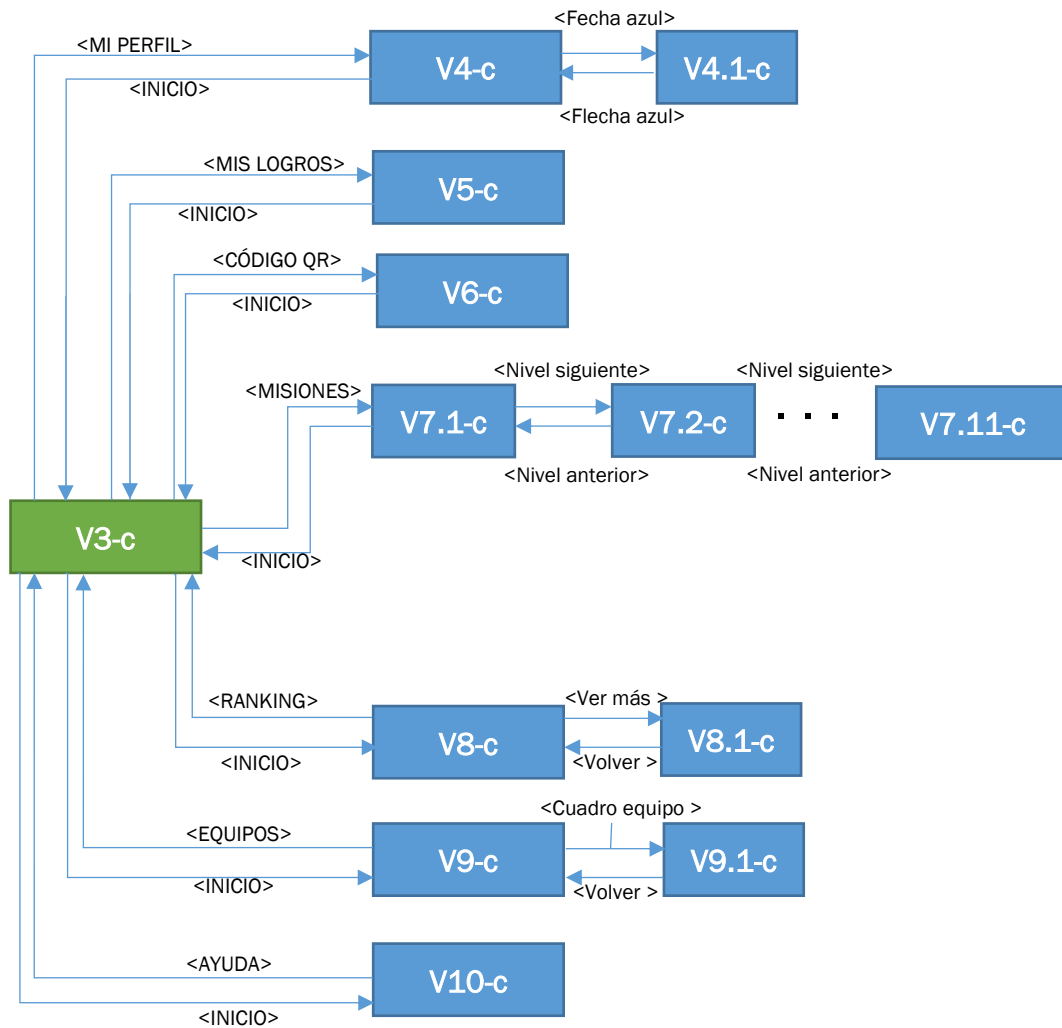 <Fecha azul>
<MI PERFIL>
V4-c
V4.1-c
<INICIO>
<Flecha azul>
<MIS LOGROS>
V5-c
<INICIO>
<CÓDIGO QR>
V6-c
<INICIO>
<Nivel siguiente>
<Nivel siguiente>
<MISIONES>
V7.1-c
V7.2-c
. . .
V7.11-c
<Nivel anterior>
<Nivel anterior>
V3-c
<INICIO>
<RANKING>
<Ver más >
V8-c
V8.1-c
<INICIO>
<Volver >
<Cuadro equipo >
<EQUIPOS>
V9-c
V9.1-c
<INICIO>
<Volver >
<AYUDA>
V10-c
<INICIO>